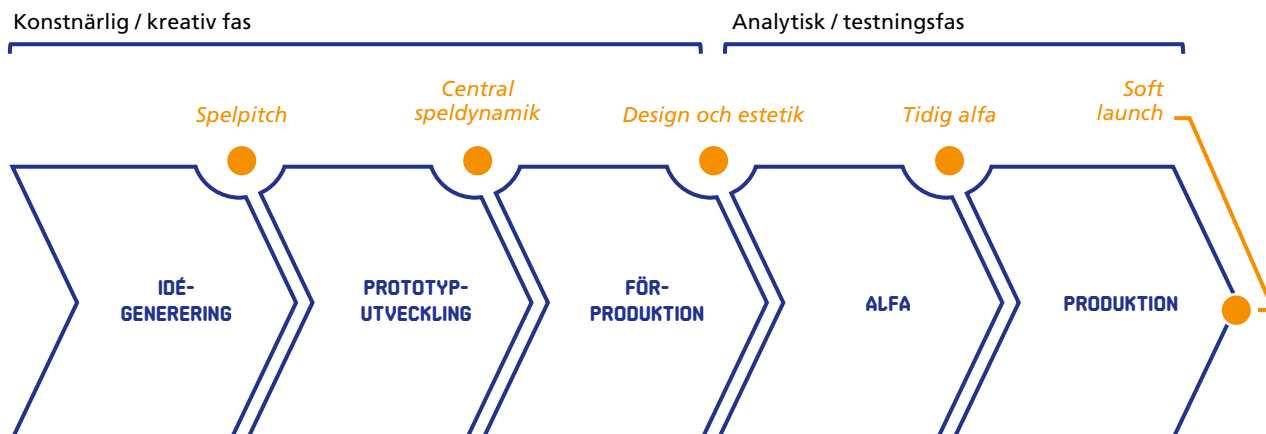 Konstnärlig / kreativ fas
Analytisk / testningsfas
Spelpitch
Central
speldynamik
Design och estetik
Tidig alfa
Soft
launch
IDÉ-
GENERERING
PROTOTYP-
UTVECKLING
FÖR-
PRODUKTION
ALFA
PRODUKTION